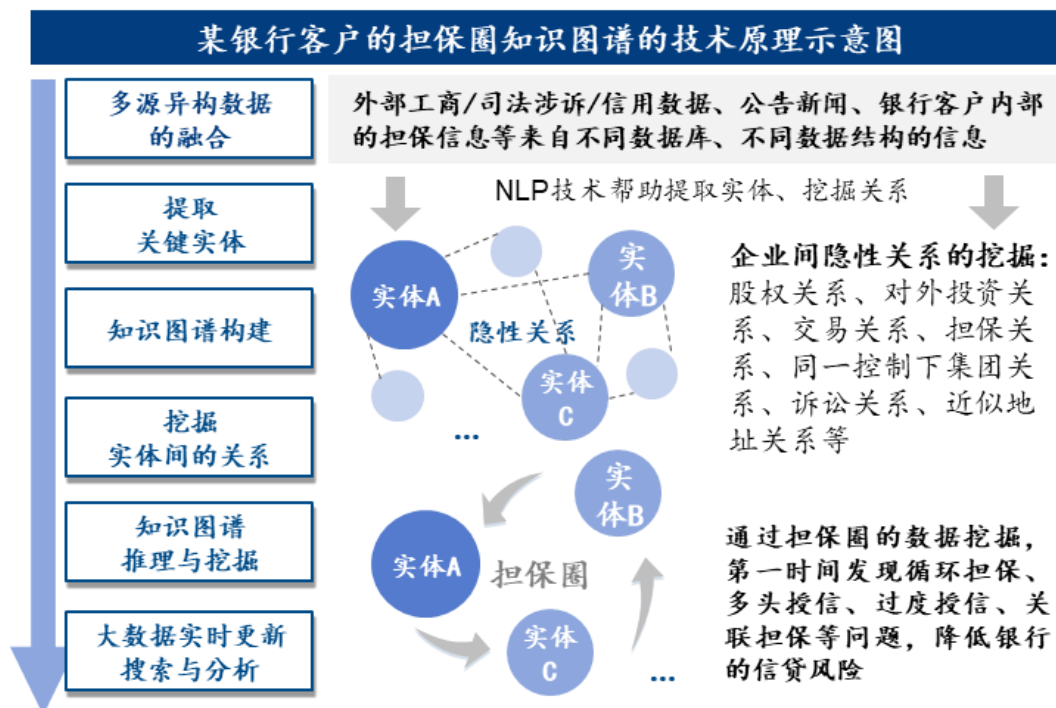 某银行客户的担保圈知识图谱的技术原理示意图
多源异构数据
的融合
外部工商/司法涉诉/信用数据、公告新闻、银行客户内部
的担保信息等来自不同数据库、不同数据结构的信息
提取
关键实体
知识图谱构建
挖掘
实体间的关系
知识图谱
推理与挖掘
大数据实时更新
搜索与分析
NLP技术帮助提取实体、挖掘关系
实体A
实
体B
隐性关系
实体
C
...
企业间隐性关系的挖掘：
股权关系、对外投资关
系、交易关系、担保关
系、同一控制下集团关
系、诉讼关系、近似地
址关系等
实
体B
实体A
担保圈
实体
C
...
通过担保圈的数据挖掘，
第一时间发现循环担保、
多头授信、过度授信、关
联担保等问题，降低银行
的信贷风险